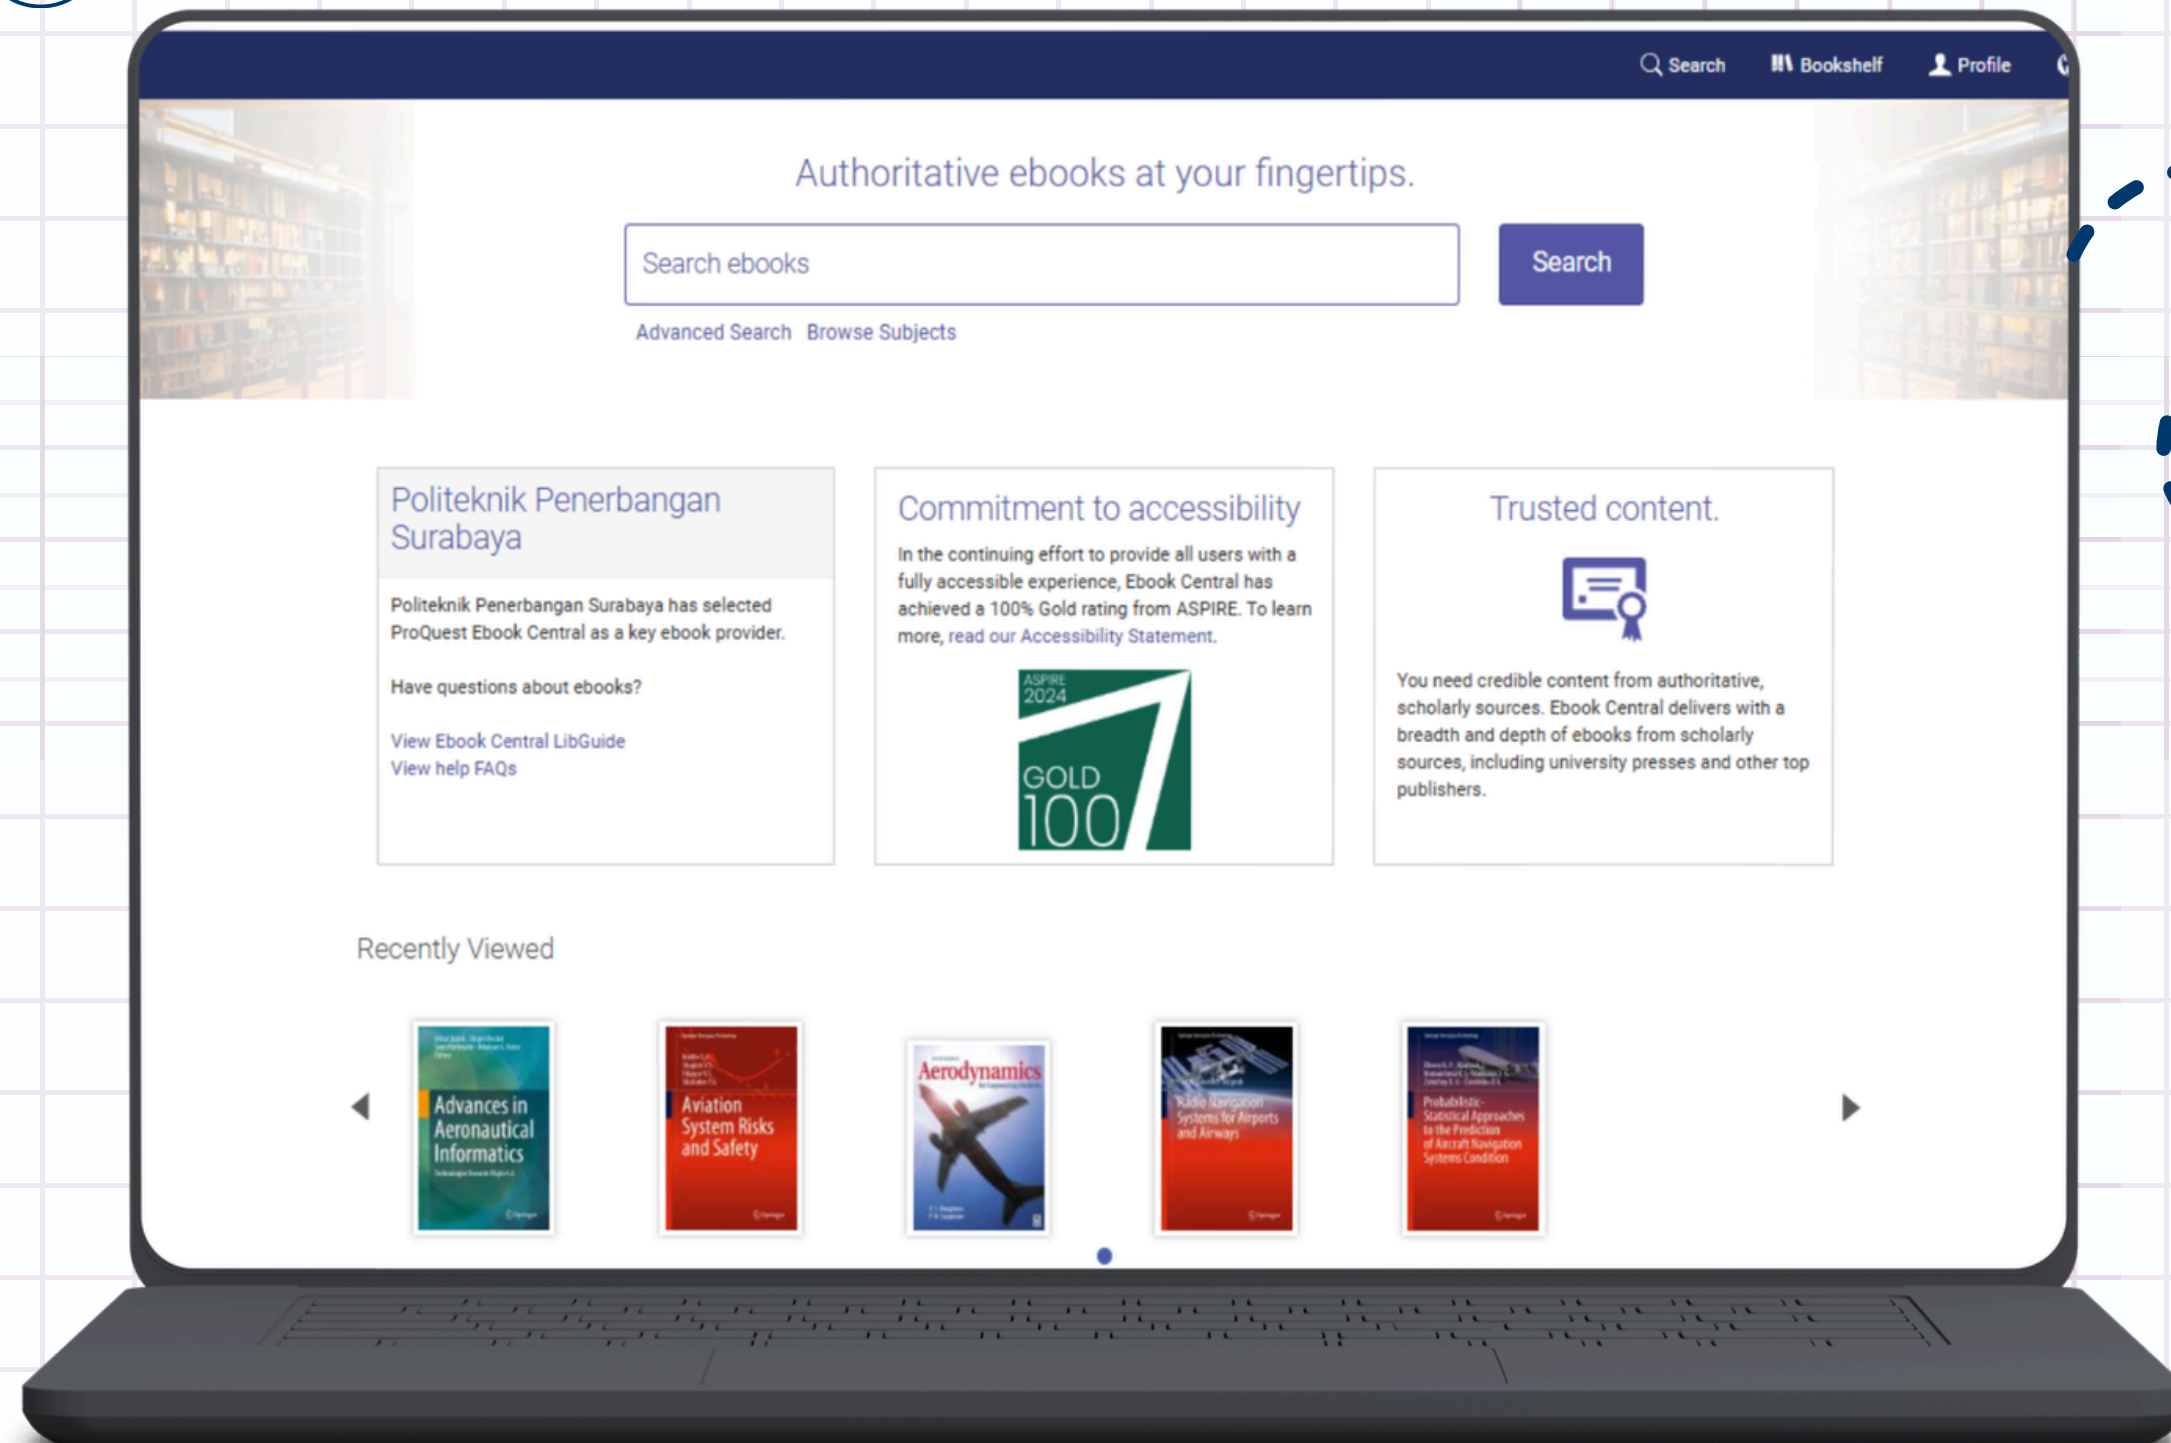 Search Bookshelf Profile
Authoritative ebooks at your fingertips.
Search ebooks
Search
Advanced Search Browse Subjects
Politeknik Penerbangan
Surabaya
Politeknik Penerbangan Surabaya has selected
ProQuest Ebook Central as a key ebook provider.
Have questions about ebooks?
View Ebook Central LibGuide
View help FAQs
Commitment to accessibility
In the continuing effort to provide all users with a
fully accessible experience, Ebook Central has
achieved a 100% Gold rating from ASPIRE. To learn
more, read our Accessibility Statement.
ASPIRE
2024
GOLD
100
Trusted content.
You need credible content from authoritative,
scholarly sources. Ebook Central delivers with a
breadth and depth of ebooks from scholarly
sources, including university presses and other top
publishers.
Recently Viewed
Advances in
Aeronautical
Informatics
Springer
Aviation
System Risks
and Safety
Springer
Aerodynamics
for Engineering Students
Radio Navigation
Systems for Airports
and Airways
Springer
Probabilistic-
Statistical Approaches
to the Prediction
of Aircraft Navigation
Systems Condition
Springer